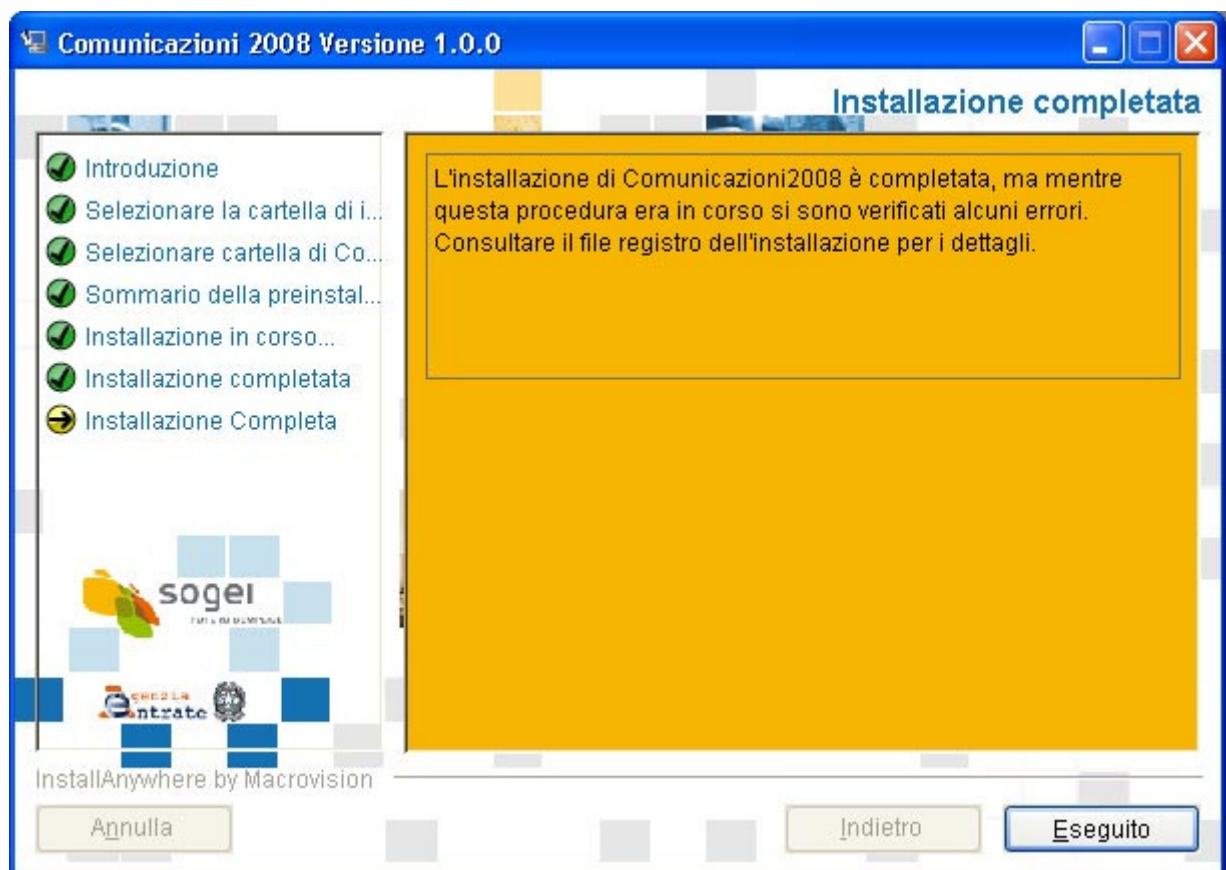 Comunicazioni 2008 Versione 1.0.0
Installazione completata
Introduzione
Selezionare la cartella di i...
Selezionare cartella di Co...
Sommario della preinstal...
Installazione in corso...
Installazione completata
Installazione Completa
L'installazione di Comunicazioni2008 è completata, ma mentre
questa procedura era in corso si sono verificati alcuni errori.
Consultare il file registro dell'installazione per i dettagli.
sogei
genzia
ntrate
InstallAnywhere by Macrovision
Annulla
Indietro
Eseguito